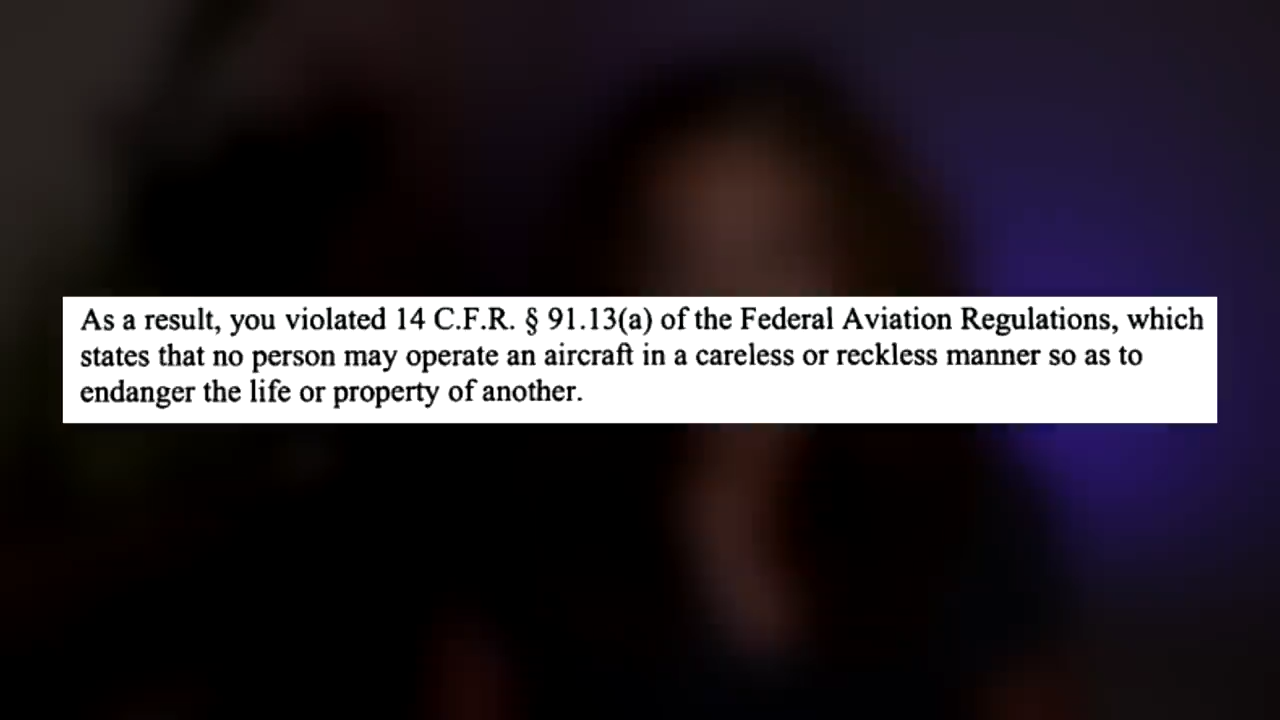 As a result, you violated 14 C.F.R. § 91.13(a) of the Federal Aviation Regulations, which
states that no person may operate an aircraft in a careless or reckless manner so as to
endanger the life or property of another.